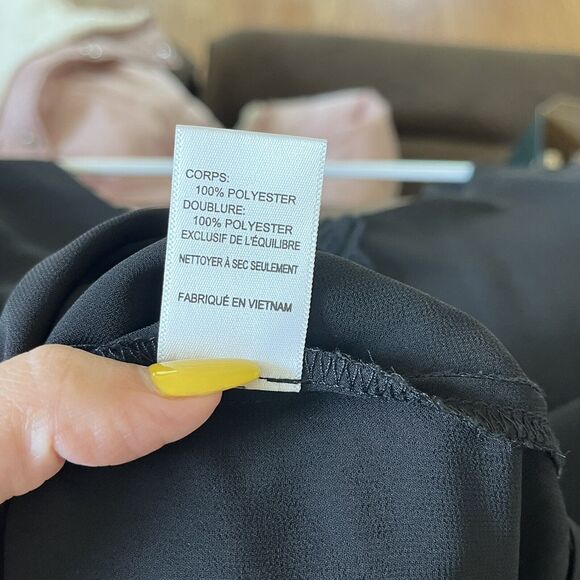 CORPS:
100% POLYESTER
DOUBLURE:
100% POLYESTER
EXCLUSIF DE L'ÉQUILIBRE
NETTOYER À SEC SEULEMENT
FABRIQUÉ EN VIETNAM